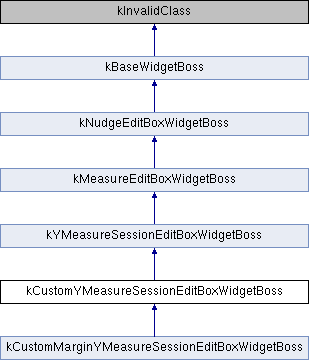 kInvalidClass
kBaseWidgetBoss
kNudgeEditBoxWidgetBoss
kMeasureEditBoxWidgetBoss
kYMeasureSessionEditBoxWidgetBoss
kCustomYMeasureSessionEditBoxWidgetBoss
kCustomMarginYMeasureSessionEditBoxWidgetBoss